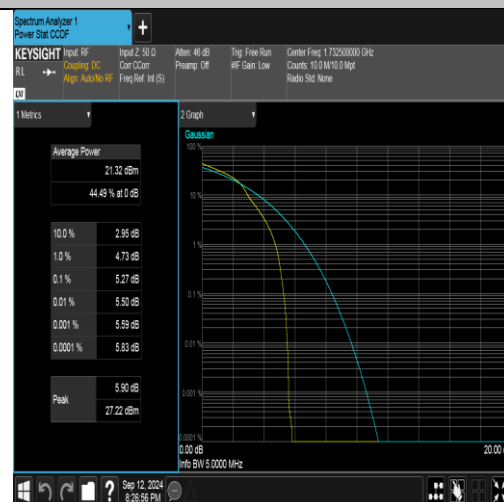 Spectrum Analyzer 1
Power Stat CCDF
+
KEYSIGHT
RL
LXI
Input: RF
Coupling: DC
Align: Auto/No RF
Input Z: 50 Ω
Corr CCorr
Freq Ref: Int (S)
Atten: 46 dB
Preamp: Off
Trig: Free Run
#IF Gain: Low
Center Freq: 1.732500000 GHz
Counts: 10.0 M/10.0 Mpt
Radio Std: None
1 Metrics
Average Power
21.32 dBm
44.49 % at 0 dB
10.0 % 2.95 dB
1.0 % 4.73 dB
0.1 % 5.27 dB
0.01 % 5.50 dB
0.001 % 5.59 dB
0.0001 % 5.83 dB
Peak 5.90 dB
27.22 dBm
2 Graph
Gaussian
100 %
10 %
1 %
0.1 %
0.01 %
0.001 %
0.0001 %
0.00 dB 20.00
Info BW 5.0000 MHz
?
Sep 12, 2024
8:26:56 PM